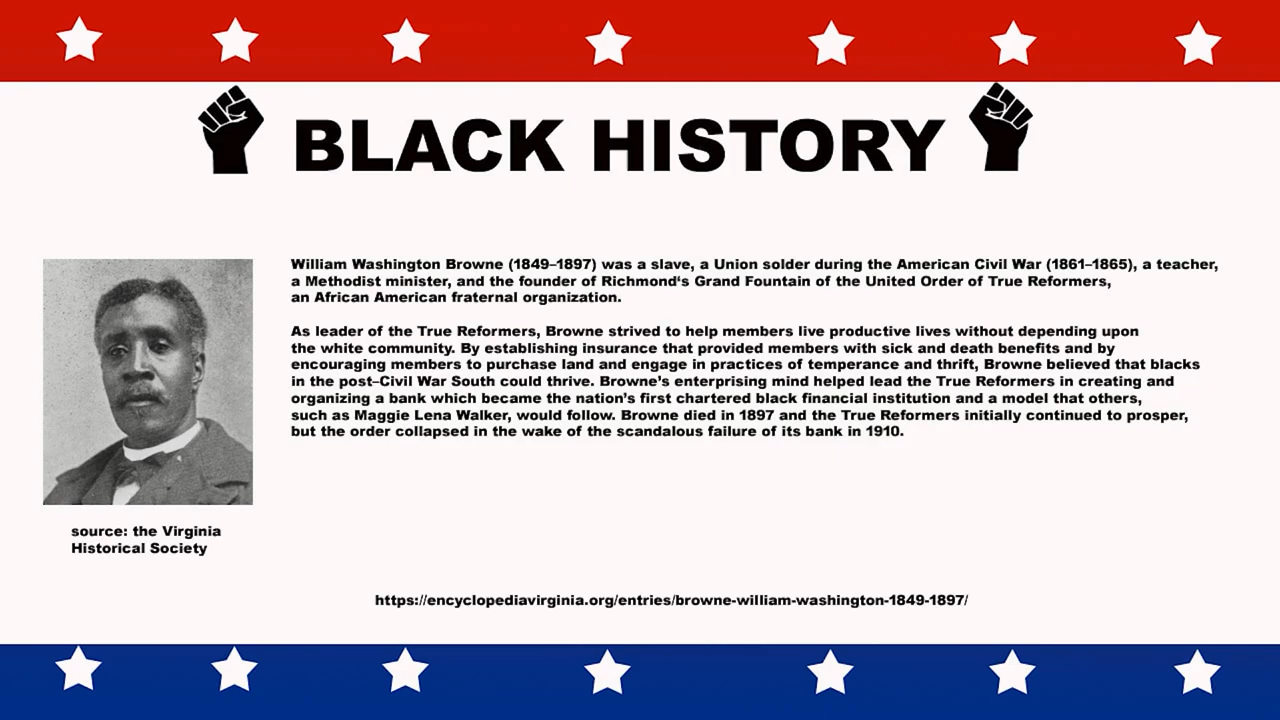 BLACK HISTORY
William Washington Browne (1849–1897) was a slave, a Union solder during the American Civil War (1861–1865), a teacher,
a Methodist minister, and the founder of Richmond‘s Grand Fountain of the United Order of True Reformers,
an African American fraternal organization.
As leader of the True Reformers, Browne strived to help members live productive lives without depending upon
the white community. By establishing insurance that provided members with sick and death benefits and by
encouraging members to purchase land and engage in practices of temperance and thrift, Browne believed that blacks
in the post–Civil War South could thrive. Browne’s enterprising mind helped lead the True Reformers in creating and
organizing a bank which became the nation’s first chartered black financial institution and a model that others,
such as Maggie Lena Walker, would follow. Browne died in 1897 and the True Reformers initially continued to prosper,
but the order collapsed in the wake of the scandalous failure of its bank in 1910.
source: the Virginia
Historical Society
https://encyclopediavirginia.org/entries/browne-william-washington-1849-1897/